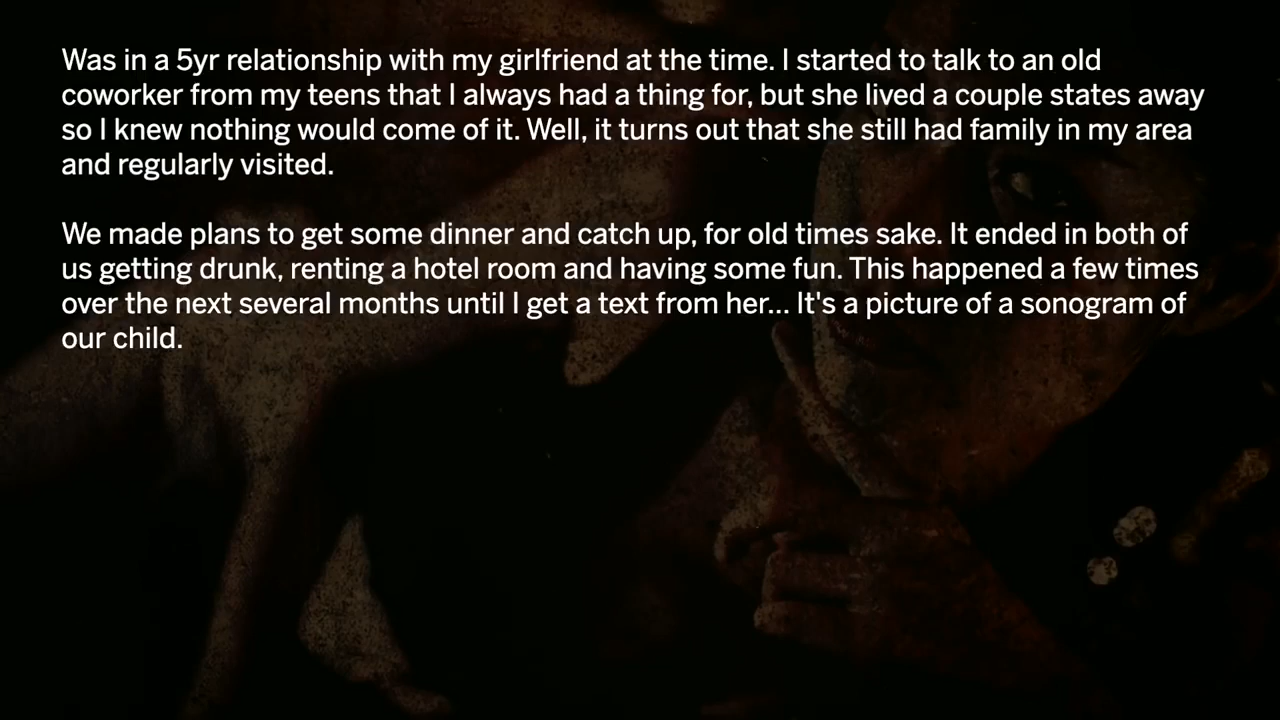 Was in a 5yr relationship with my girlfriend at the time. I started to talk to an old
coworker from my teens that I always had a thing for, but she lived a couple states away
so I knew nothing would come of it. Well, it turns out that she still had family in my area
and regularly visited.
We made plans to get some dinner and catch up, for old times sake. It ended in both of
us getting drunk, renting a hotel room and having some fun. This happened a few times
over the next several months until I get a text from her... It's a picture of a sonogram of
our child.